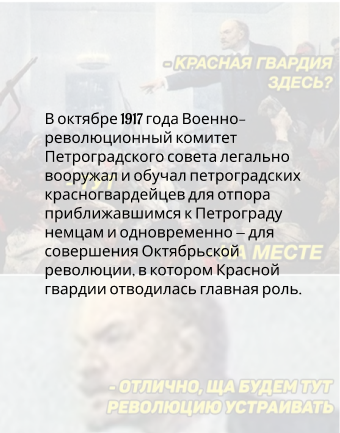 - КРАСНАЯ ГВАРДИЯ
ЗДЕСЬ?
В октябре 1917 года Военно-
революционный комитет
Петроградского совета легально
вооружал и обучал петроградских
красногвардейцев для отпора
приближавшимся к Петрограду
немцам и одновременно – для
совершения Октябрьской
революции, в котором Красной
гвардии отводилась главная роль.
НА МЕСТЕ
- ОТЛИЧНО, ЩА БУДЕМ ТУТ
РЕВОЛЮЦИЮ УСТРАИВАТЬ